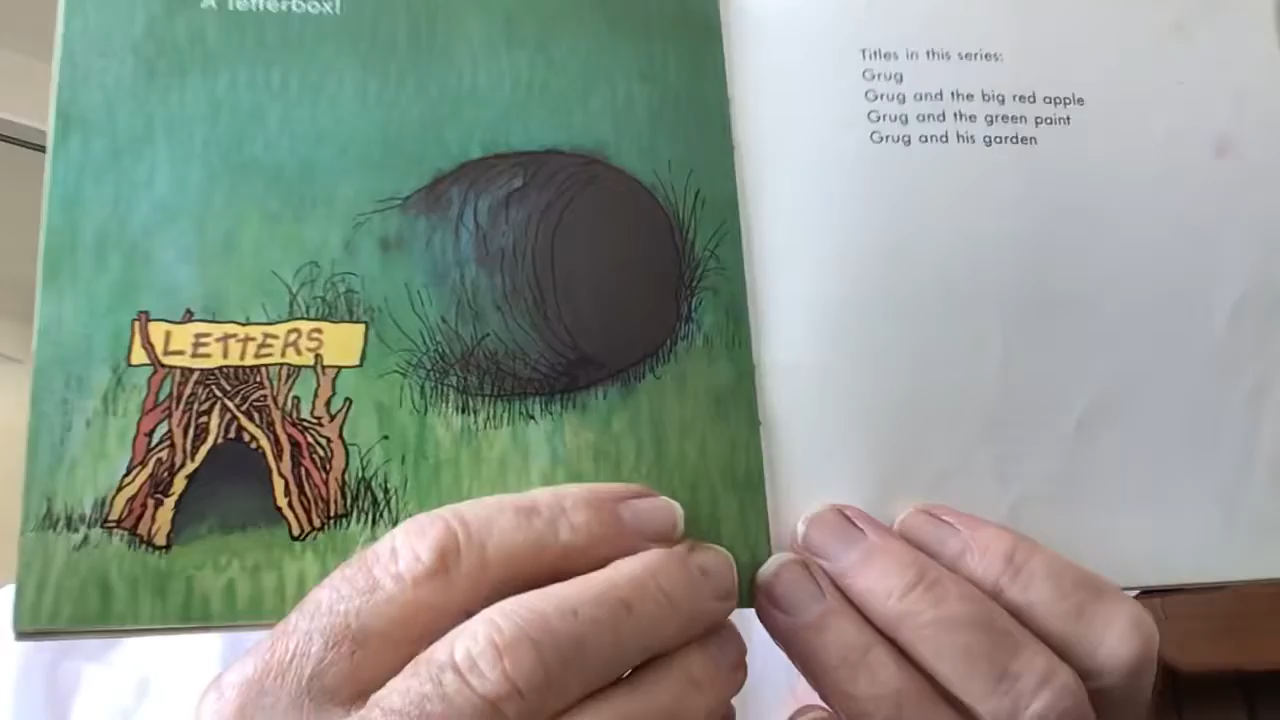 A letterbox!
LETTERS
Titles in this series:
Grug
Grug and the big red apple
Grug and the green paint
Grug and his garden